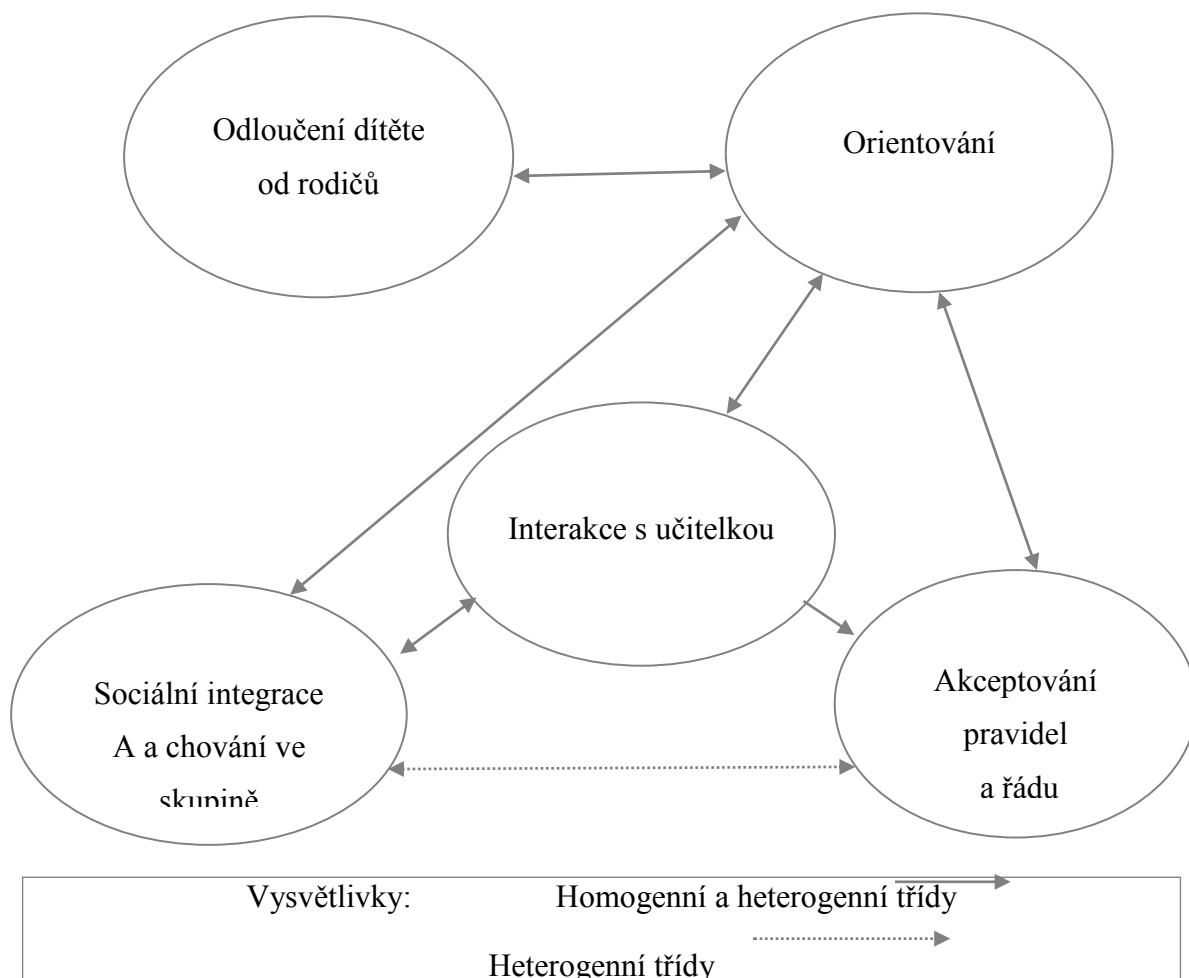 Odloučení dítěte
od rodičů
Orientování
Interakce s učitelkou
Sociální integrace
A a chování ve
skupině
Akceptování
pravidel
a řádu
Vysvětlivky: Homogenní a heterogenní třídy
Heterogenní třídy